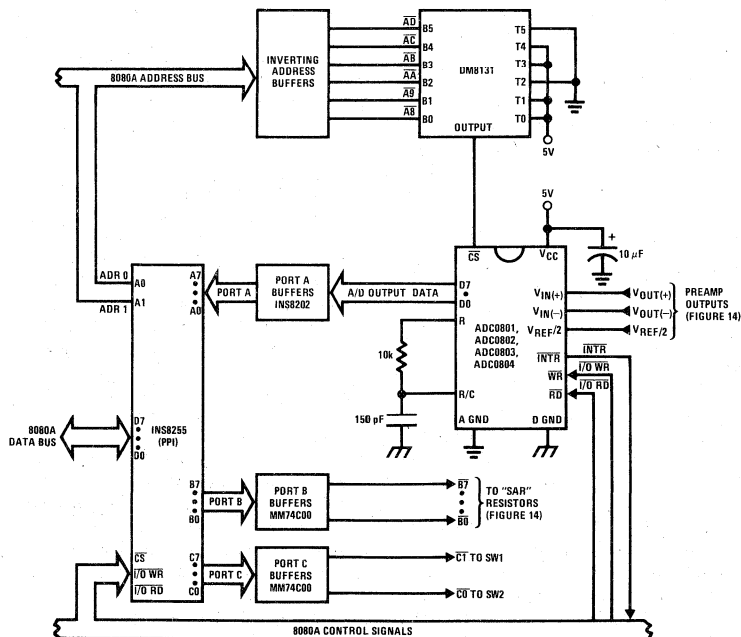 8080A ADDRESS BUS
INVERTING
ADDRESS
BUFFERS
AD
AC
AB
AA
A9
A8
B5
B4
B3
B2
B1
B0
DM8131
OUTPUT
T5
T4
T3
T2
T1
T0
5V
5V
+
10 μF
ADR 0
ADR 1
A0
A1
A7
A0
PORT A
PORT A
BUFFERS
INS8202
A/D OUTPUT DATA
CS
VCC
D7
D0
R
R/C
10k
150 pF
ADC0801,
ADC0802,
ADC0803,
ADC0804
VIN(+)
VIN(−)
VREF/2
INTR
WR
RD
A GND
D GND
VOUT(+)
VOUT(−)
VREF/2
PREAMP
OUTPUTS
(FIGURE 14)
INTR
I/O WR
I/O RD
8080A
DATA BUS
D7
D0
INS8255
(PPI)
B7
B0
PORT B
PORT B
BUFFERS
MM74C00
B7
B0
TO "SAR"
RESISTORS
(FIGURE 14)
CS
I/O WR
I/O RD
C7
C0
PORT C
PORT C
BUFFERS
MM74C00
C1 TO SW1
C0 TO SW2
8080A CONTROL SIGNALS